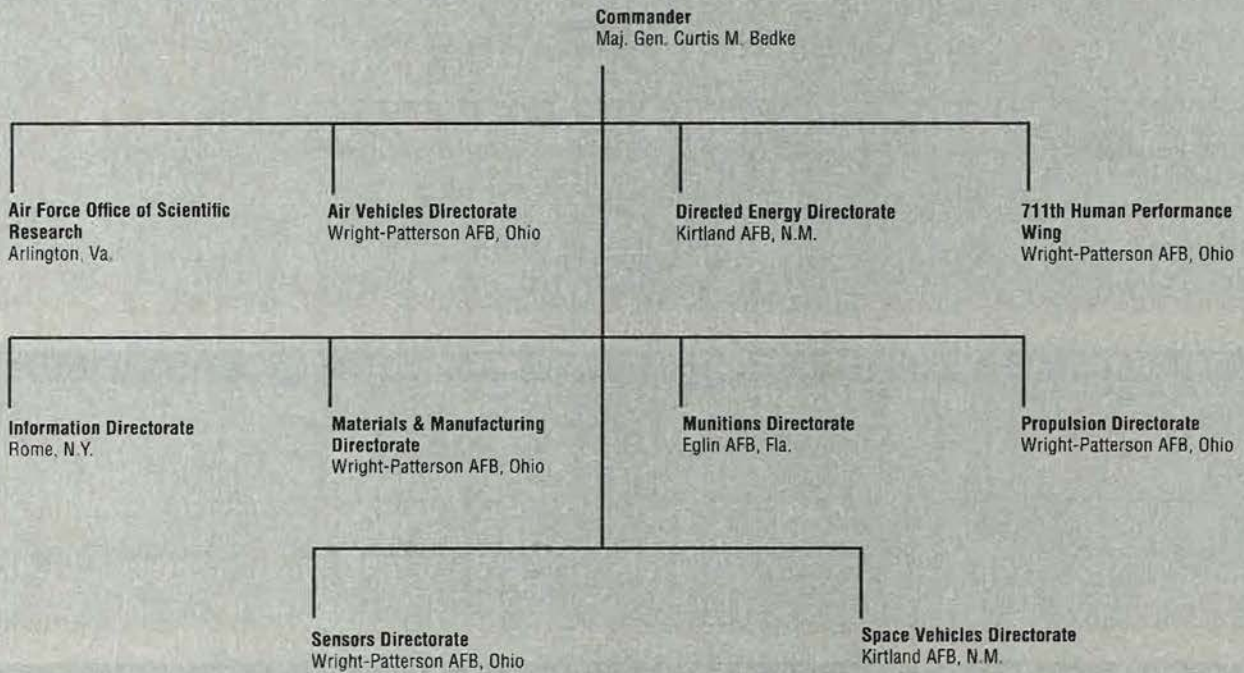 Commander
Maj. Gen. Curtis M. Bedke
Air Force Office of Scientific
Research
Arlington, Va.
Air Vehicles Directorate
Wright-Patterson AFB, Ohio
Directed Energy Directorate
Kirtland AFB, N.M.
711th Human Performance
Wing
Wright-Patterson AFB, Ohio
Information Directorate
Rome, N.Y.
Materials & Manufacturing
Directorate
Wright-Patterson AFB, Ohio
Munitions Directorate
Eglin AFB, Fla.
Propulsion Directorate
Wright-Patterson AFB, Ohio
Sensors Directorate
Wright-Patterson AFB, Ohio
Space Vehicles Directorate
Kirtland AFB, N.M.